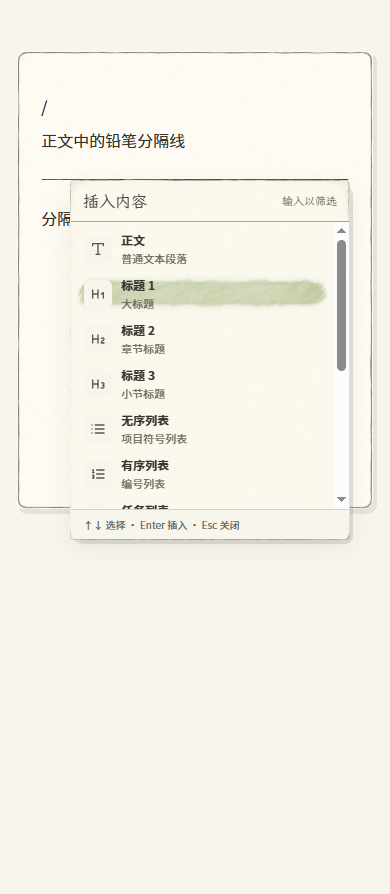 /
正文中的铅笔分隔线
分隔
插入内容 输入以筛选
T 正文
普通文本段落
H1 标题 1
大标题
H2 标题 2
章节标题
H3 标题 3
小节标题
无序列表
项目符号列表
有序列表
编号列表
任务列表
↑↓ 选择 · Enter 插入 · Esc 关闭